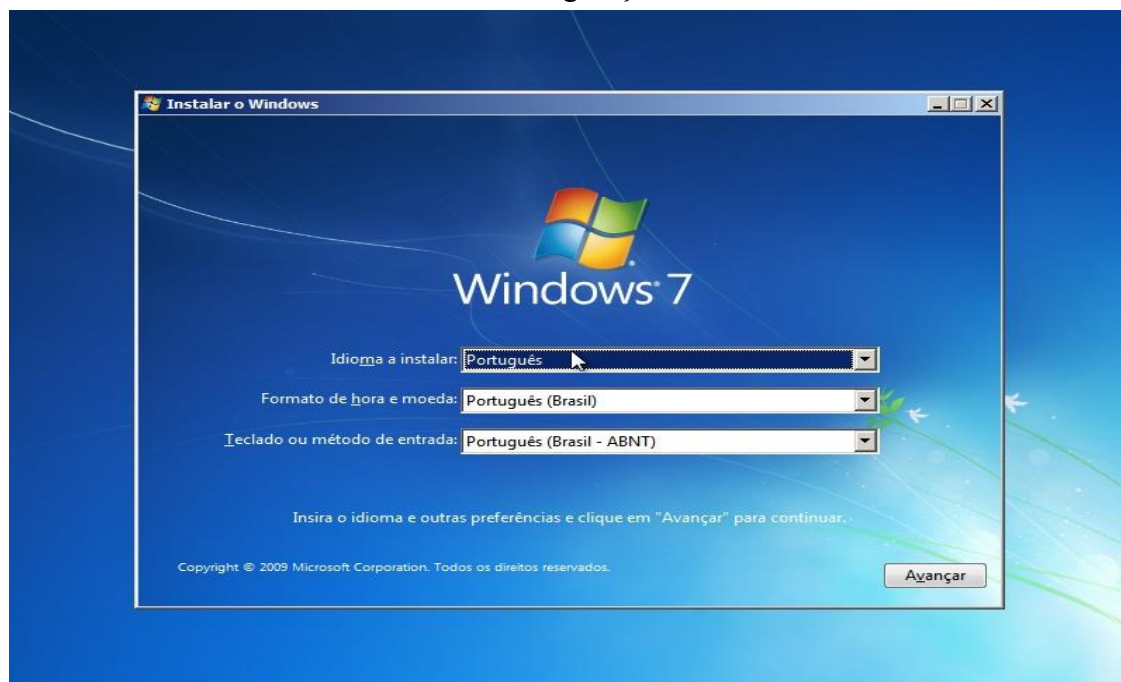 Instalar o Windows
Windows 7
Idioma a instalar: Português
Formato de hora e moeda: Português (Brasil)
Teclado ou método de entrada: Português (Brasil - ABNT)
Insira o idioma e outras preferências e clique em "Avançar" para continuar.
Copyright © 2009 Microsoft Corporation. Todos os direitos reservados.
Avançar